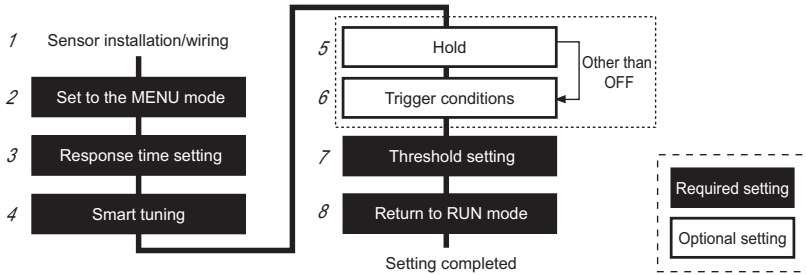 1 Sensor installation/wiring
2 Set to the MENU mode
3 Response time setting
4 Smart tuning
5 Hold
Other than
OFF
6 Trigger conditions
7 Threshold setting
8 Return to RUN mode
Setting completed
Required setting
Optional setting